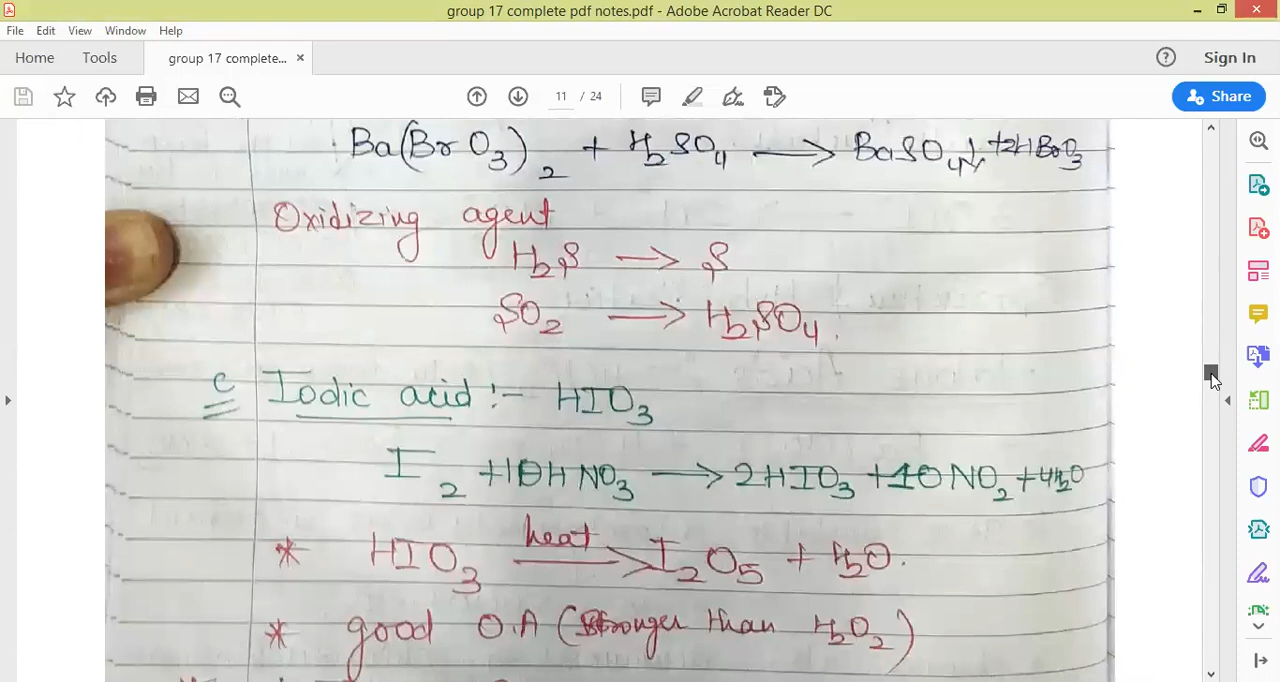 group 17 complete pdf notes.pdf - Adobe Acrobat Reader DC
File Edit View Window Help
Home Tools group 17 complete... × Sign In
11 / 24 Share
Ba(BrO3)2 + H2SO4 → BaSO4↓ + 2HBrO3
Oxidizing agent
H2S → S
SO2 → H2SO4.
c Iodic acid :- HIO3
I2 + 10HNO3 → 2HIO3 + 10NO2 + 4H2O
* HIO3 heat → I2O5 + H2O.
* good O.A (Stronger than H2O2)